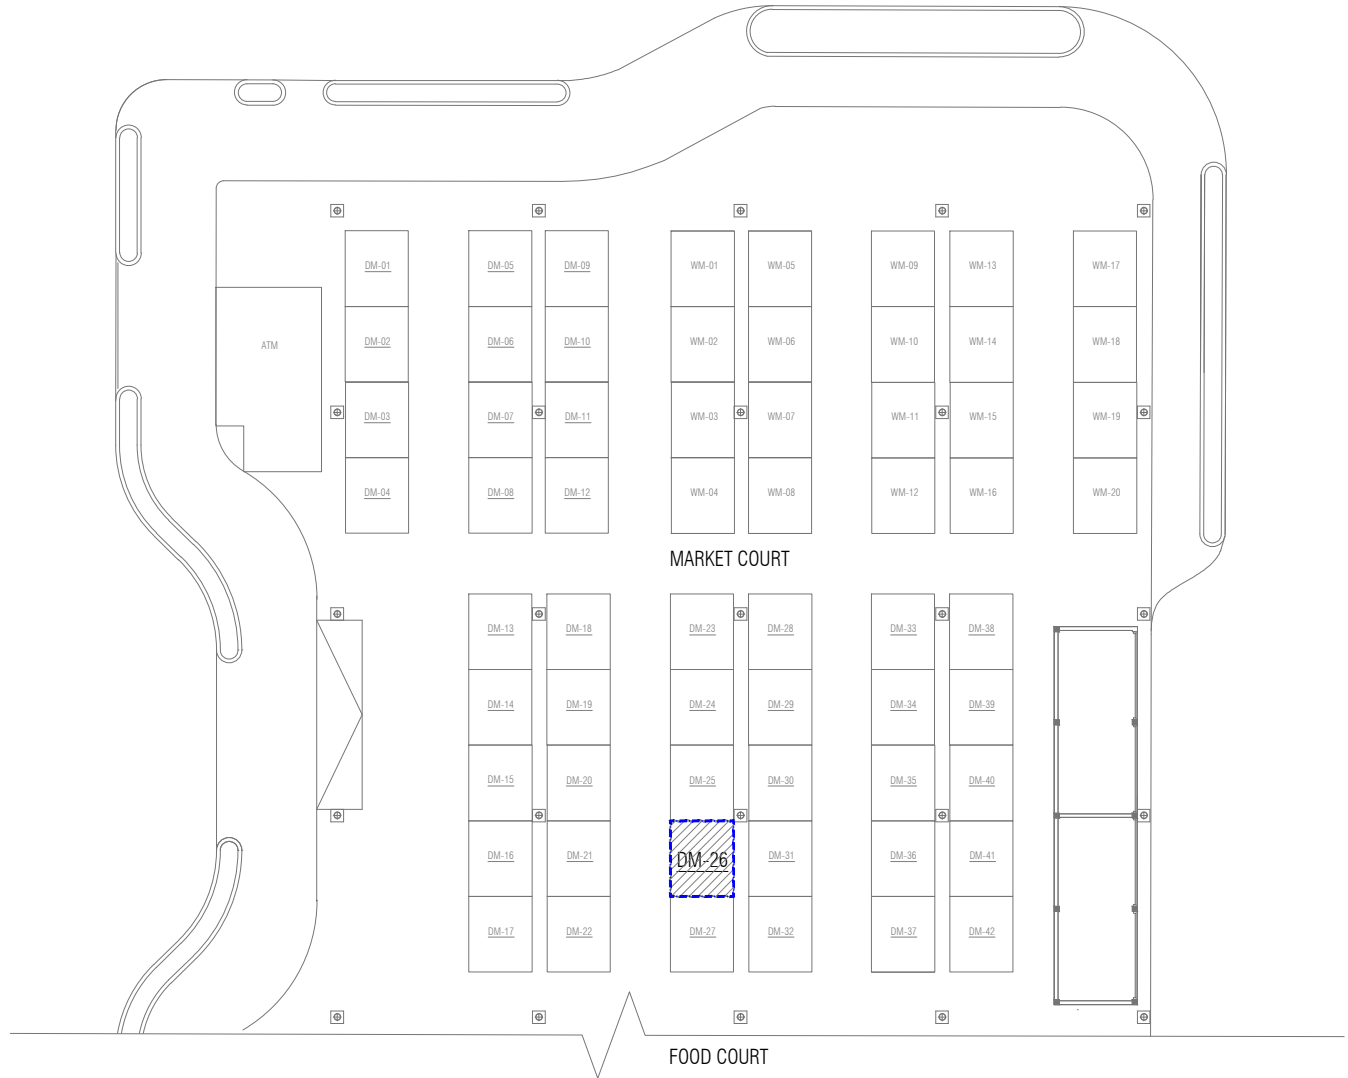 DM-01 DM-05 DM-09 WM-01 WM-05 WM-09 WM-13 WM-17
ATM DM-02 DM-06 DM-10 WM-02 WM-06 WM-10 WM-14 WM-18
DM-03 DM-07 DM-11 WM-03 WM-07 WM-11 WM-15 WM-19
DM-04 DM-08 DM-12 WM-04 WM-08 WM-12 WM-16 WM-20
MARKET COURT
DM-13 DM-18 DM-23 DM-28 DM-33 DM-38
DM-14 DM-19 DM-24 DM-29 DM-34 DM-39
DM-15 DM-20 DM-25 DM-30 DM-35 DM-40
DM-16 DM-21 DM-26 DM-31 DM-36 DM-41
DM-17 DM-22 DM-27 DM-32 DM-37 DM-42
FOOD COURT